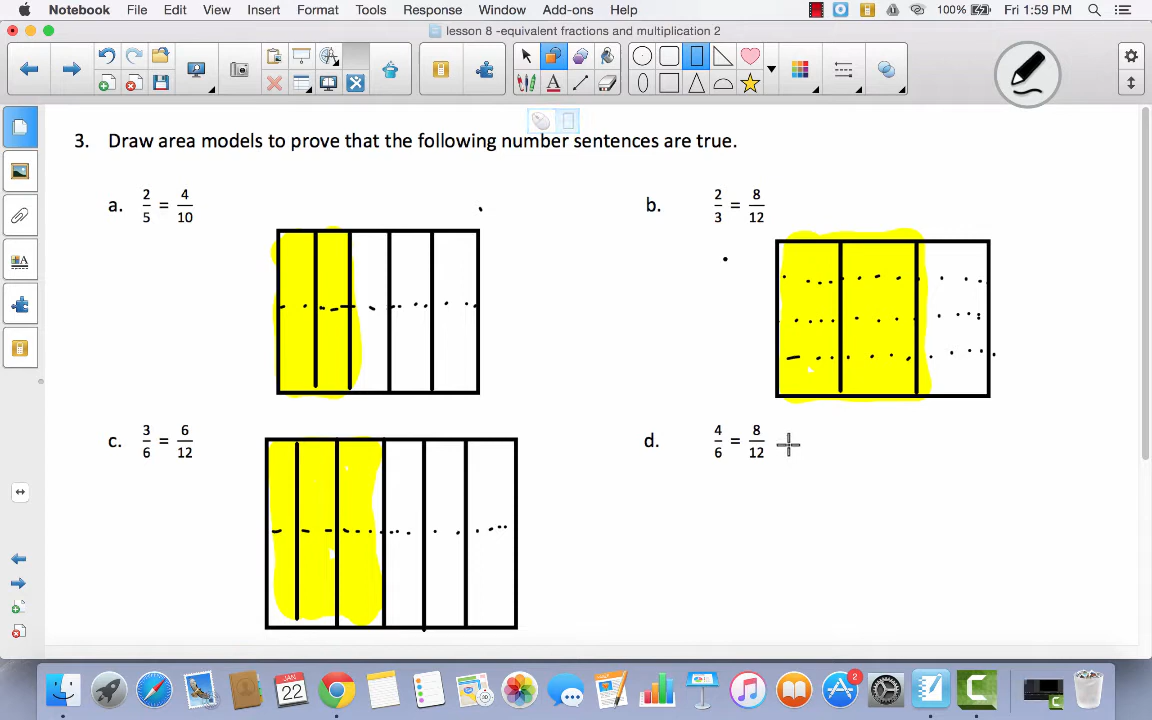 Notebook File Edit View Insert Format Tools Response Window Add-ons Help 100% Fri 1:59 PM
lesson 8 -equivalent fractions and multiplication 2
3. Draw area models to prove that the following number sentences are true.
a. 2/5 = 4/10
b. 2/3 = 8/12
c. 3/6 = 6/12
d. 4/6 = 8/12
JAN
22
2